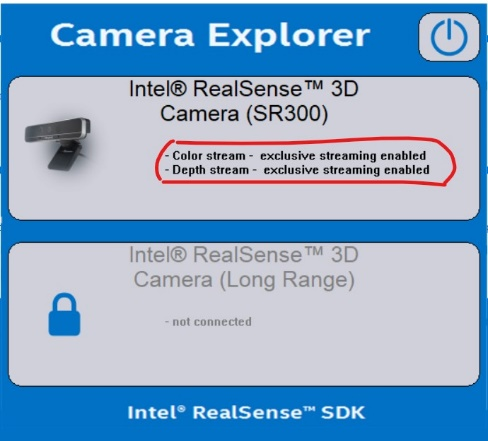 Camera Explorer
Intel® RealSense™ 3D
Camera (SR300)
- Color stream - exclusive streaming enabled
- Depth stream - exclusive streaming enabled
Intel® RealSense™ 3D
Camera (Long Range)
- not connected
Intel® RealSense™ SDK